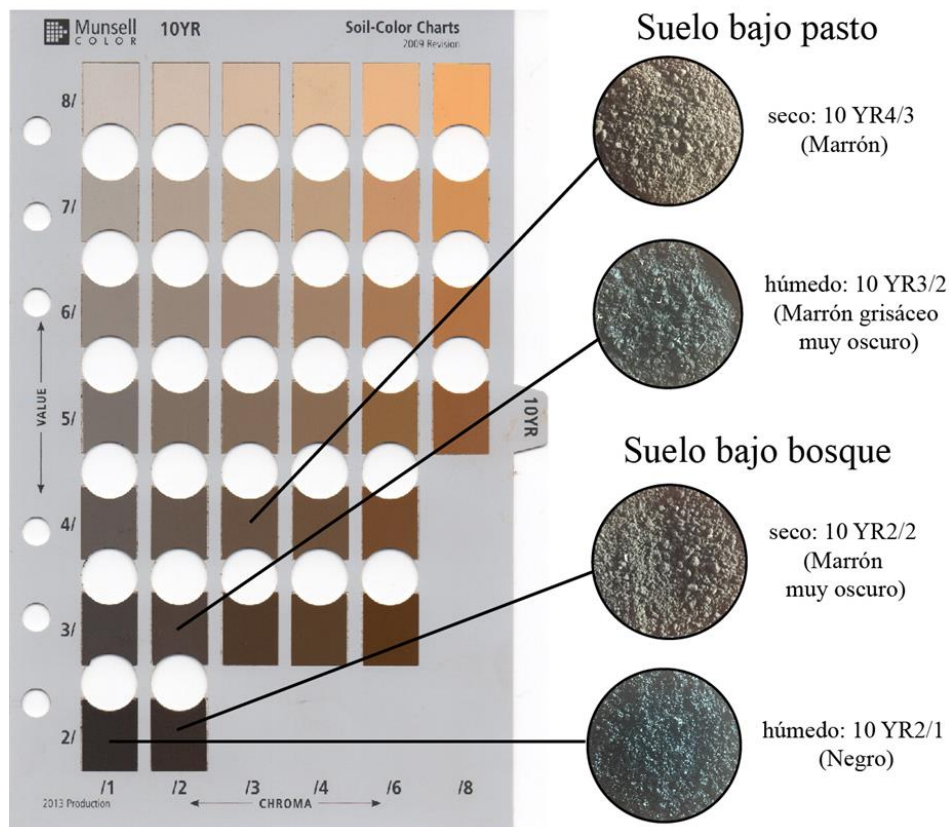 Munsell
COLOR
10YR
Soil-Color Charts
2009 Revision
8/
7/
6/
5/
4/
3/
2/
VALUE
/1 /2 /3 /4 /6 /8
CHROMA
2013 Production
10YR
Suelo bajo pasto
seco: 10 YR4/3
(Marrón)
húmedo: 10 YR3/2
(Marrón grisáceo
muy oscuro)
Suelo bajo bosque
seco: 10 YR2/2
(Marrón
muy oscuro)
húmedo: 10 YR2/1
(Negro)